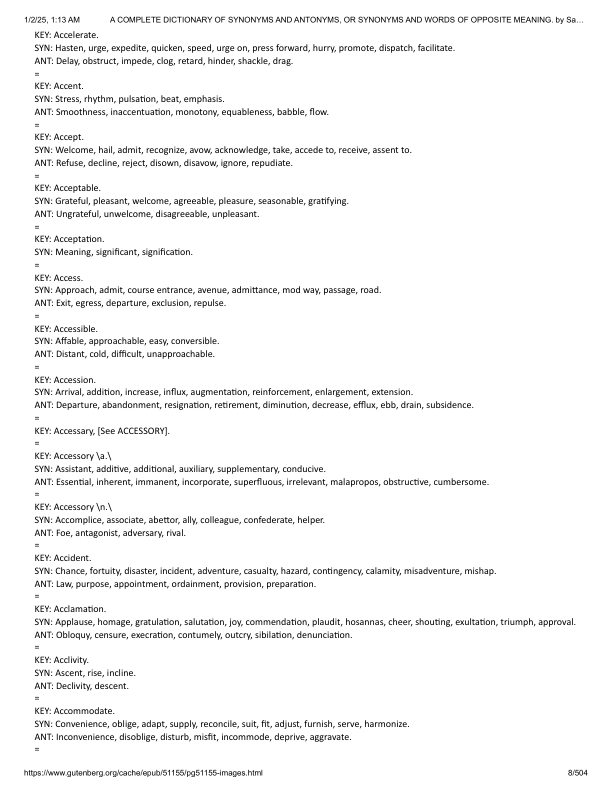 1/2/25, 1:13 AM A COMPLETE DICTIONARY OF SYNONYMS AND ANTONYMS, OR SYNONYMS AND WORDS OF OPPOSITE MEANING. by Sa…
KEY: Accelerate.
SYN: Hasten, urge, expedite, quicken, speed, urge on, press forward, hurry, promote, dispatch, facilitate.
ANT: Delay, obstruct, impede, clog, retard, hinder, shackle, drag.
=
KEY: Accent.
SYN: Stress, rhythm, pulsation, beat, emphasis.
ANT: Smoothness, inaccentuation, monotony, equableness, babble, flow.
=
KEY: Accept.
SYN: Welcome, hail, admit, recognize, avow, acknowledge, take, accede to, receive, assent to.
ANT: Refuse, decline, reject, disown, disavow, ignore, repudiate.
=
KEY: Acceptable.
SYN: Grateful, pleasant, welcome, agreeable, pleasure, seasonable, gratifying.
ANT: Ungrateful, unwelcome, disagreeable, unpleasant.
=
KEY: Acceptation.
SYN: Meaning, significant, signification.
=
KEY: Access.
SYN: Approach, admit, course entrance, avenue, admittance, mod way, passage, road.
ANT: Exit, egress, departure, exclusion, repulse.
=
KEY: Accessible.
SYN: Affable, approachable, easy, conversible.
ANT: Distant, cold, difficult, unapproachable.
=
KEY: Accession.
SYN: Arrival, addition, increase, influx, augmentation, reinforcement, enlargement, extension.
ANT: Departure, abandonment, resignation, retirement, diminution, decrease, efflux, ebb, drain, subsidence.
=
KEY: Accessary, [See ACCESSORY].
=
KEY: Accessory \a.\
SYN: Assistant, additive, additional, auxiliary, supplementary, conducive.
ANT: Essential, inherent, immanent, incorporate, superfluous, irrelevant, malapropos, obstructive, cumbersome.
=
KEY: Accessory \n.\
SYN: Accomplice, associate, abettor, ally, colleague, confederate, helper.
ANT: Foe, antagonist, adversary, rival.
=
KEY: Accident.
SYN: Chance, fortuity, disaster, incident, adventure, casualty, hazard, contingency, calamity, misadventure, mishap.
ANT: Law, purpose, appointment, ordainment, provision, preparation.
=
KEY: Acclamation.
SYN: Applause, homage, gratulation, salutation, joy, commendation, plaudit, hosannas, cheer, shouting, exultation, triumph, approval.
ANT: Obloquy, censure, execration, contumely, outcry, sibilation, denunciation.
=
KEY: Acclivity.
SYN: Ascent, rise, incline.
ANT: Declivity, descent.
=
KEY: Accommodate.
SYN: Convenience, oblige, adapt, supply, reconcile, suit, fit, adjust, furnish, serve, harmonize.
ANT: Inconvenience, disoblige, disturb, misfit, incommode, deprive, aggravate.
=
https://www.gutenberg.org/cache/epub/51155/pg51155-images.html 8/504